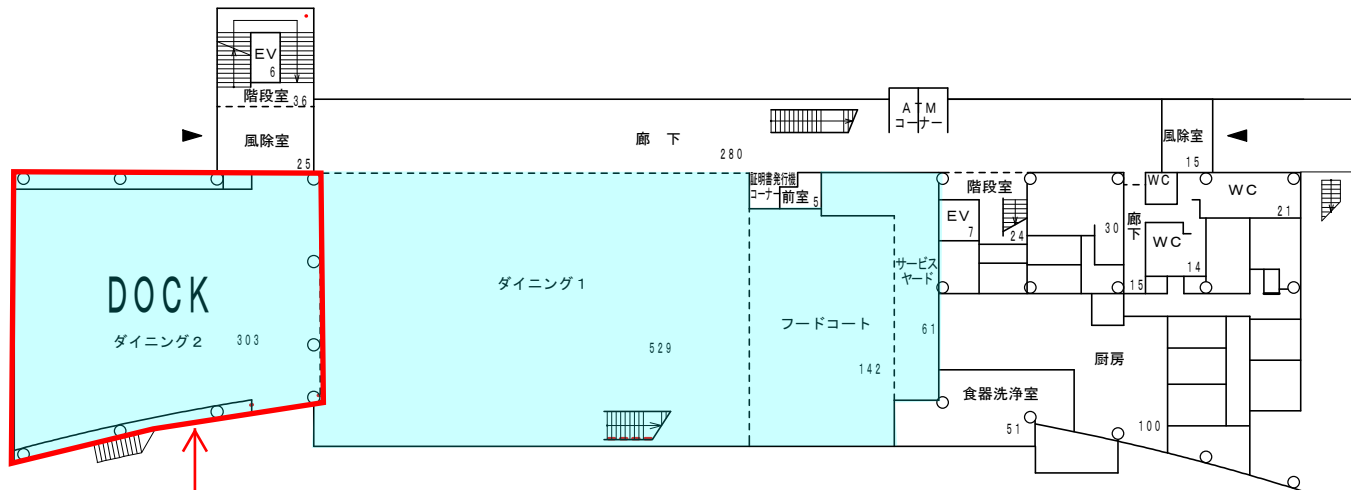 EV
6
階段室 36
風除室
25
廊 下
280
ATM
コーナー
風除室
15
証明書発行機
コーナー
前室 5
階段室
EV
7
24
30
廊下
15
WC
WC
21
WC
14
サービス
ヤード
61
DOCK
ダイニング2 303
ダイニング1
529
フードコート
142
厨房
100
食器洗浄室
51